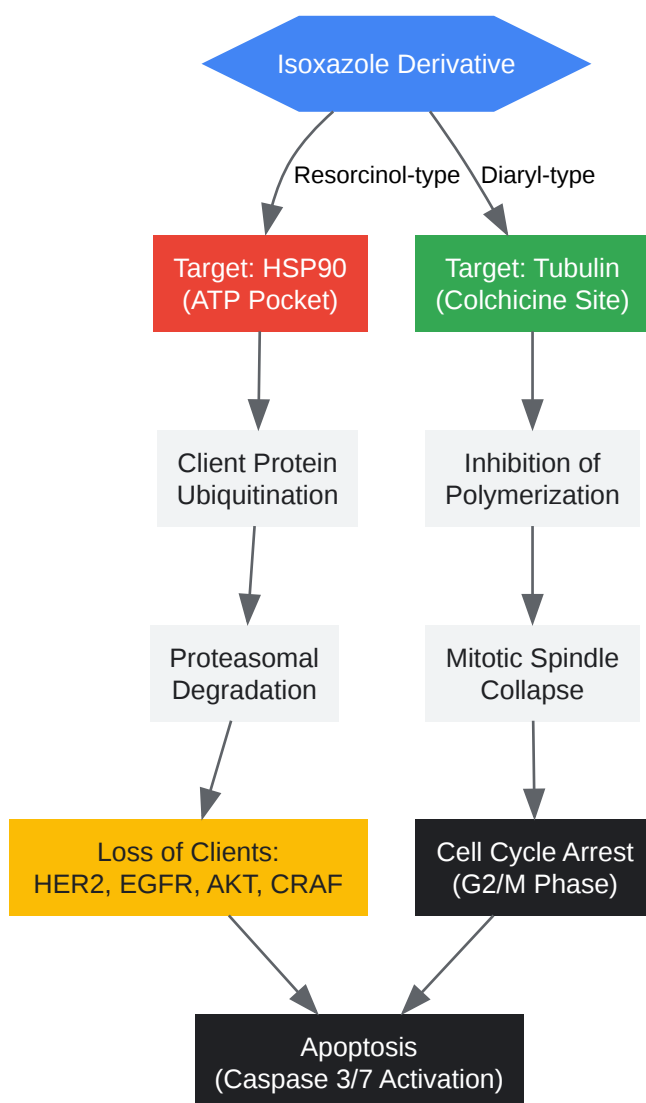 Isoxazole Derivative
Resorcinol-type
Diaryl-type
Target: HSP90
(ATP Pocket)
Target: Tubulin
(Colchicine Site)
Client Protein
Ubiquitination
Inhibition of
Polymerization
Proteasomal
Degradation
Mitotic Spindle
Collapse
Loss of Clients:
HER2, EGFR, AKT, CRAF
Cell Cycle Arrest
(G2/M Phase)
Apoptosis
(Caspase 3/7 Activation)